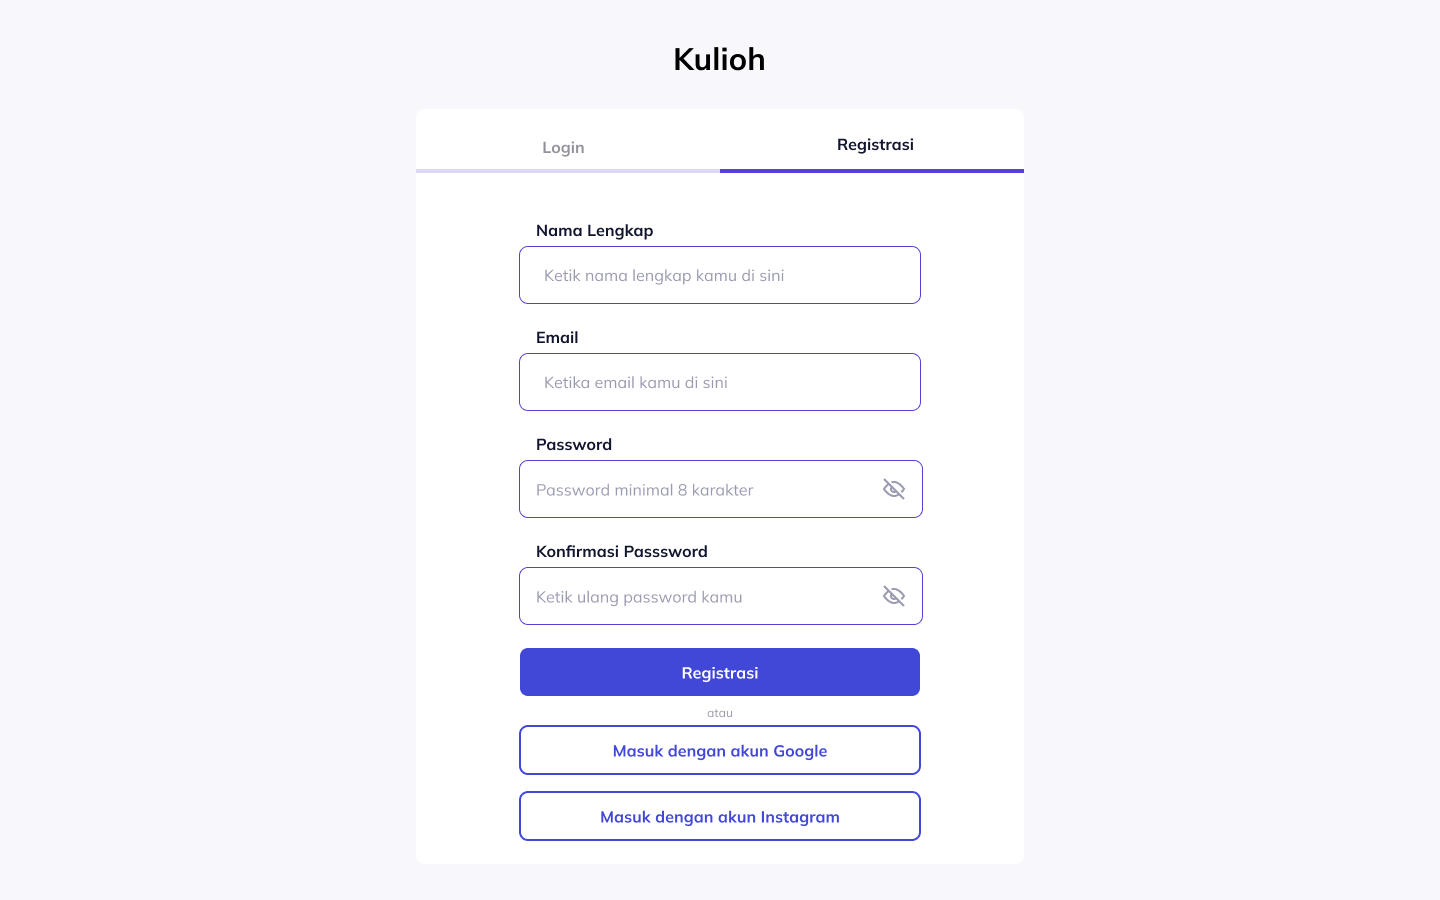 Kulioh
Login
Registrasi
Nama Lengkap
Ketik nama lengkap kamu di sini
Email
Ketika email kamu di sini
Password
Password minimal 8 karakter
Konfirmasi Passsword
Ketik ulang password kamu
Registrasi
atau
Masuk dengan akun Google
Masuk dengan akun Instagram